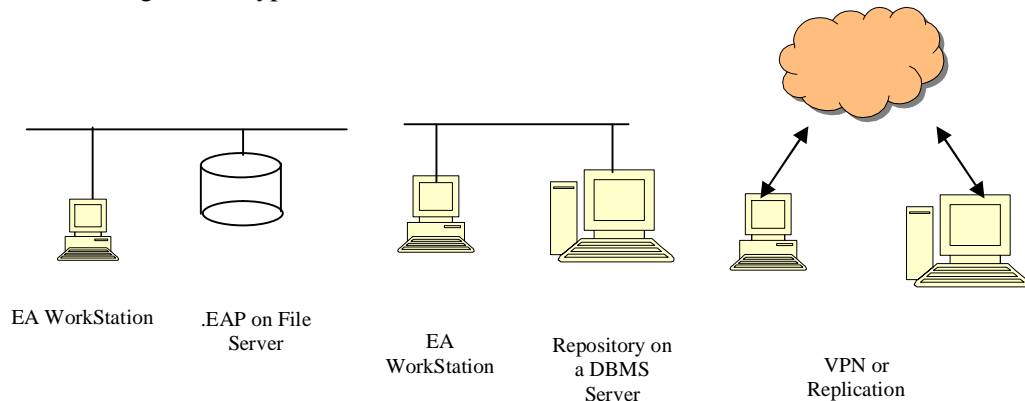 EA WorkStation
.EAP on File
Server
EA
WorkStation
Repository on
a DBMS
Server
VPN or
Replication